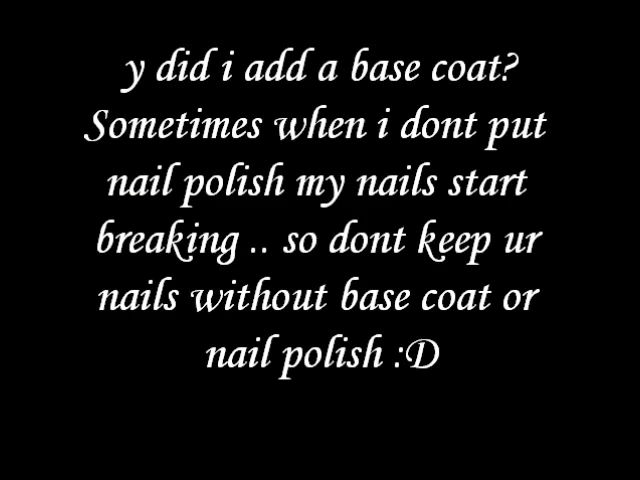 y did i add a base coat?
Sometimes when i dont put
nail polish my nails start
breaking .. so dont keep ur
nails without base coat or
nail polish :D